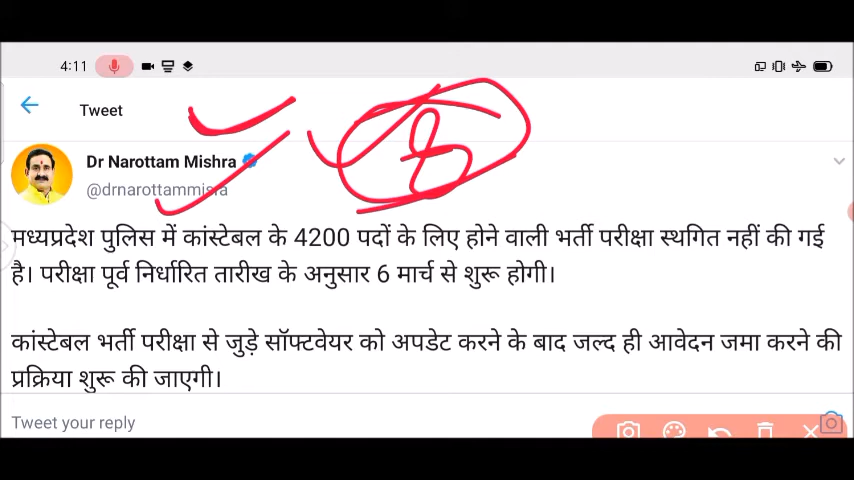 4:11
Tweet
Dr Narottam Mishra
@drnarottammisra
मध्यप्रदेश पुलिस में कांस्टेबल के 4200 पदों के लिए होने वाली भर्ती परीक्षा स्थगित नहीं की गई
है। परीक्षा पूर्व निर्धारित तारीख के अनुसार 6 मार्च से शुरू होगी।
कांस्टेबल भर्ती परीक्षा से जुड़े सॉफ्टवेयर को अपडेट करने के बाद जल्द ही आवेदन जमा करने की
प्रक्रिया शुरू की जाएगी।
Tweet your reply